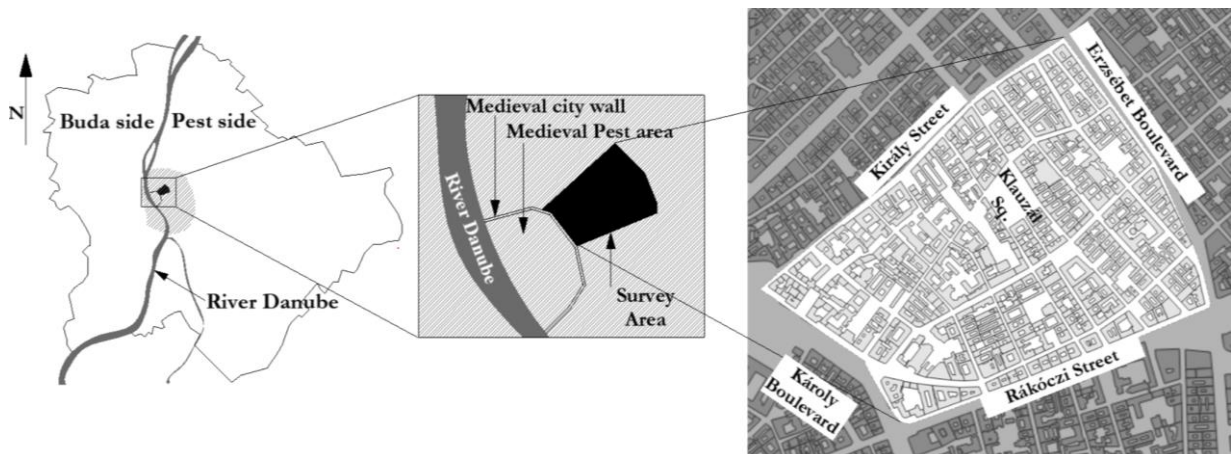 N
Buda side
Pest side
River Danube
Medieval city wall
Medieval Pest area
River Danube
Survey
Area
Király Street
Erzsébet Boulevard
Klauzál
Sq.
Károly
Boulevard
Rákóczi Street